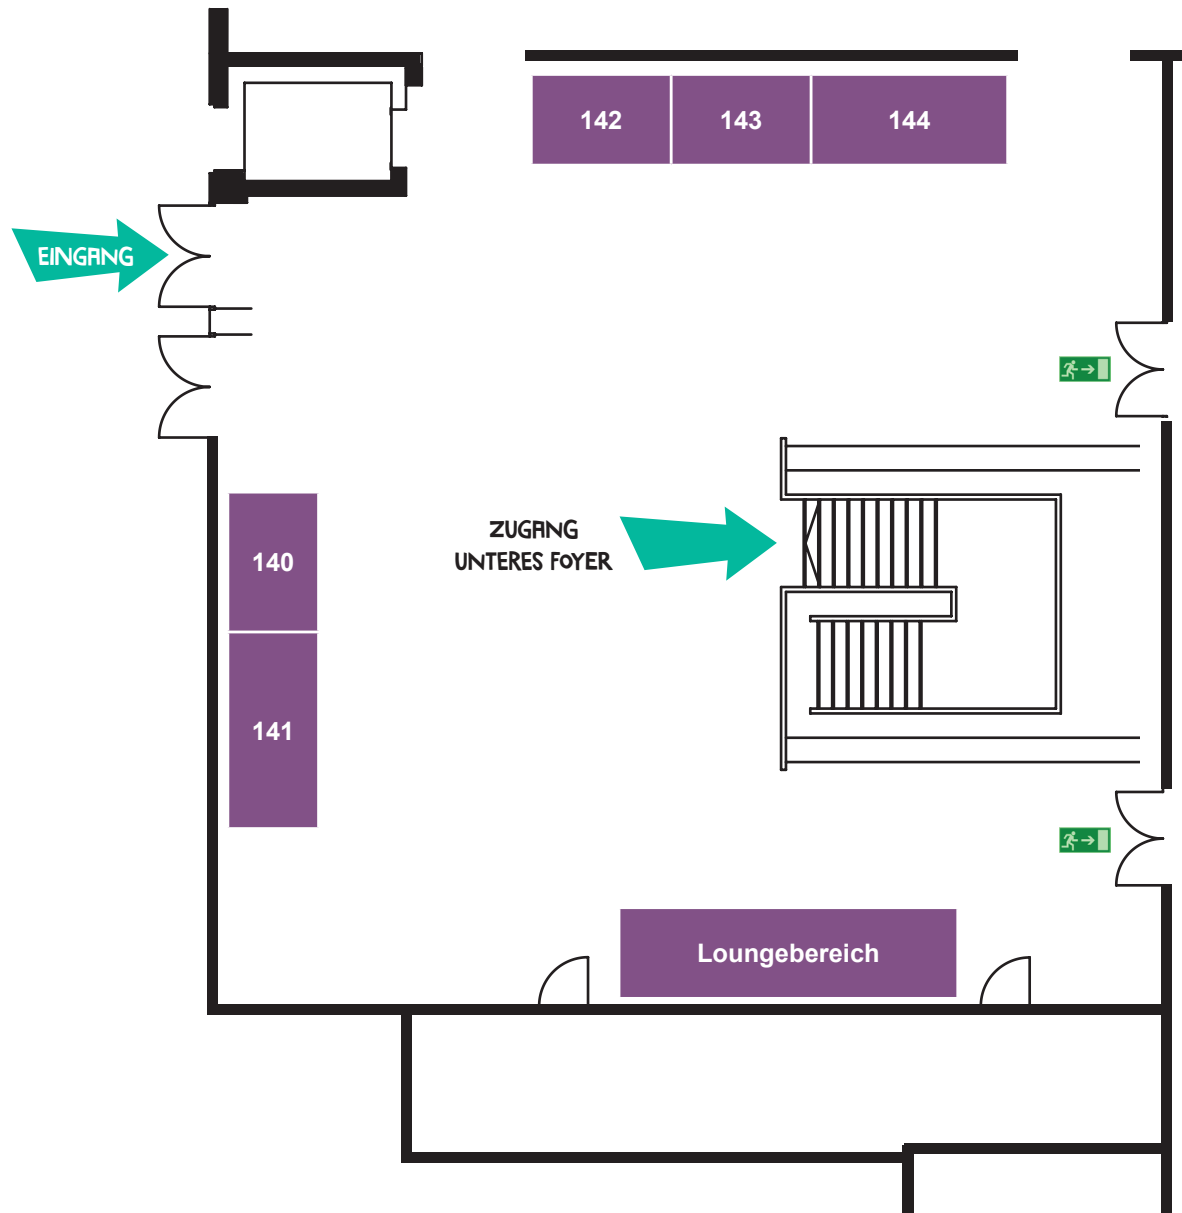 142 143 144
EINGANG
ZUGANG
UNTERES FOYER
140
141
Loungebereich